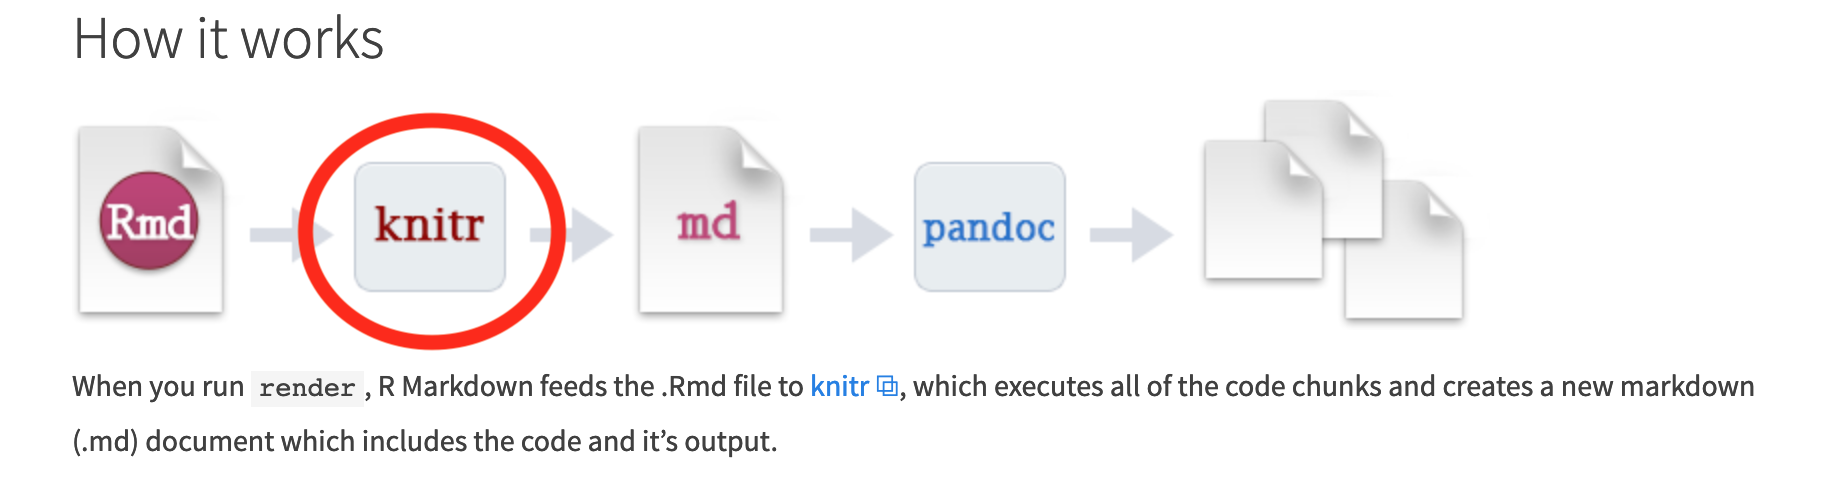 How it works
Rmd knitr md pandoc
When you run render , R Markdown feeds the .Rmd file to knitr , which executes all of the code chunks and creates a new markdown
(.md) document which includes the code and it’s output.